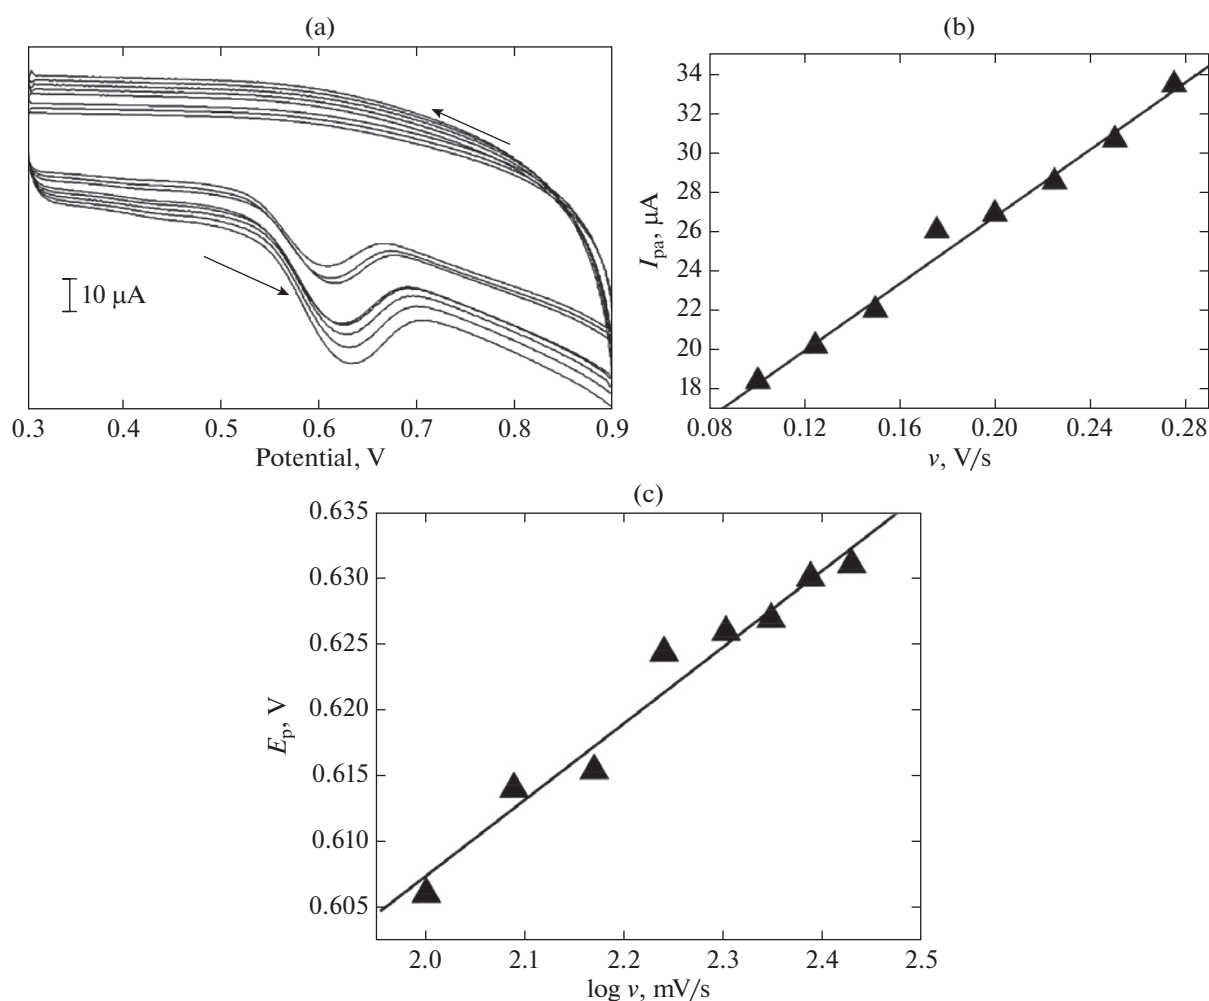 (a)
10 μA
0.3 0.4 0.5 0.6 0.7 0.8 0.9
Potential, V
(b)
34
32
30
28
26
24
22
20
18
0.08 0.12 0.16 0.20 0.24 0.28
I_pa, μA
v, V/s
(c)
0.635
0.630
0.625
0.620
0.615
0.610
0.605
2.0 2.1 2.2 2.3 2.4 2.5
E_p, V
log v, mV/s